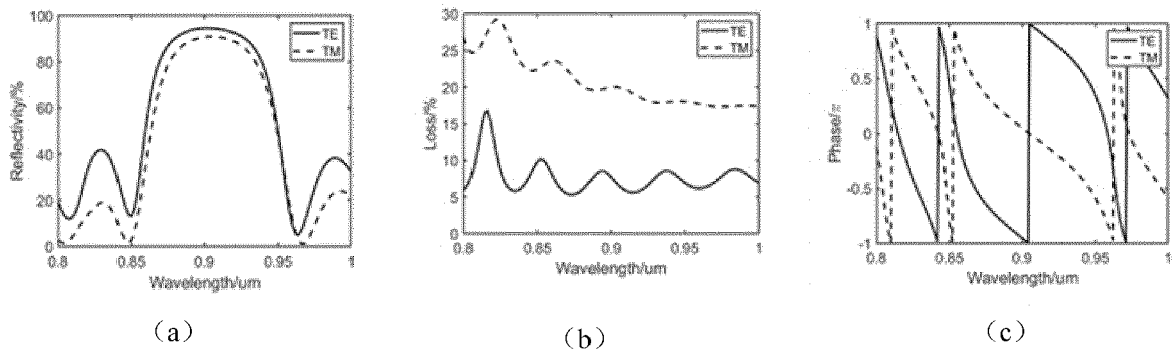 100
80
60
40
20
0
Reflectivity/%
0.8 0.85 0.9 0.95 1
Wavelength/um
TE
TM
(a)
30%
25
20
15
10
5
0
Loss/%
0.8 0.85 0.9 0.95 1
Wavelength/um
TE
TM
(b)
1
0.5
0
-0.5
-1
Phase/π
0.8 0.85 0.9 0.95 1
Wavelength/um
TE
TM
(c)